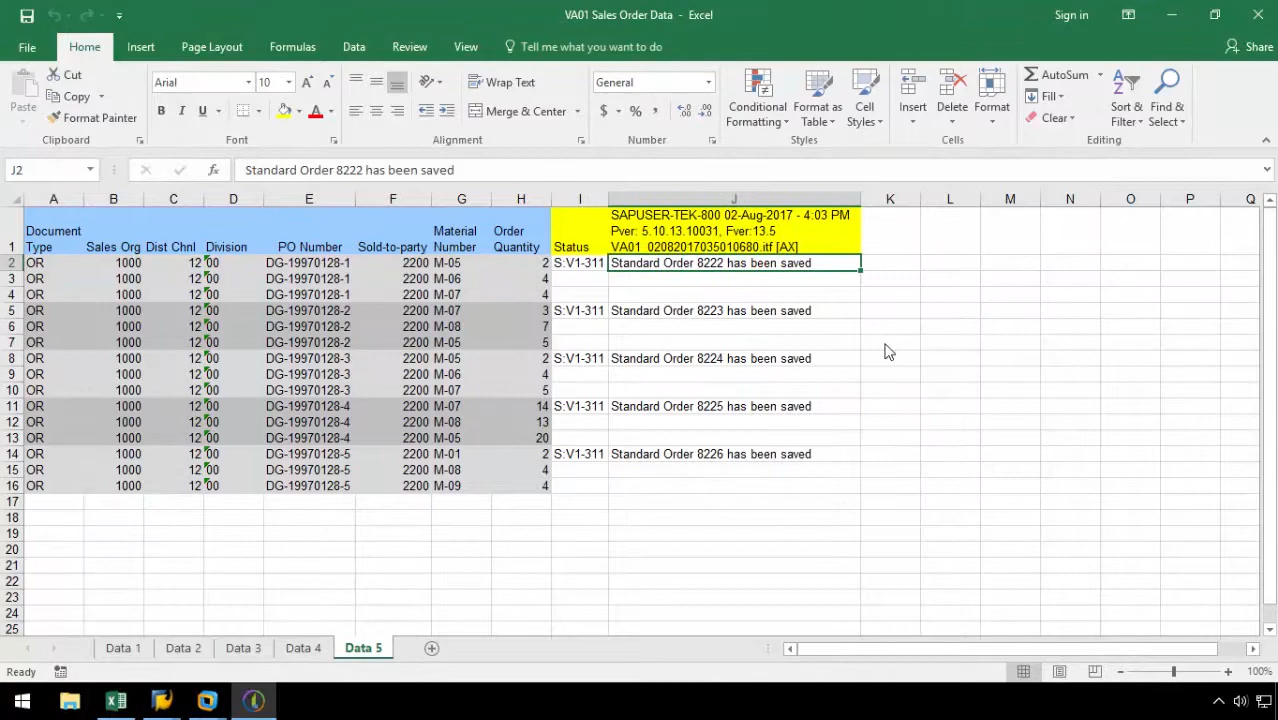 VA01 Sales Order Data - Excel
Sign in
File Home Insert Page Layout Formulas Data Review View Tell me what you want to do Share
Paste
Cut
Copy
Format Painter
Clipboard
Arial 10
B I U
Font
Wrap Text
Merge & Center
Alignment
General
$ % ,
Number
Conditional Formatting
Format as Table
Cell Styles
Styles
Insert
Delete
Format
Cells
AutoSum
Fill
Clear
Sort & Filter
Find & Select
Editing
J2 fx Standard Order 8222 has been saved
A B C D E F G H I J K L M N O P Q
1 Document Type Sales Org Dist Chnl Division PO Number Sold-to-party Material Number Order Quantity Status
SAPUSER-TEK-800 02-Aug-2017 - 4:03 PM
Pver: 5.10.13.10031, Fver:13.5
VA01_02082017035010680.itf [AX]
2 OR 1000 12 00 DG-19970128-1 2200 M-05 2 S:V1-311 Standard Order 8222 has been saved
3 OR 1000 12 00 DG-19970128-1 2200 M-06 4
4 OR 1000 12 00 DG-19970128-1 2200 M-07 4
5 OR 1000 12 00 DG-19970128-2 2200 M-07 3 S:V1-311 Standard Order 8223 has been saved
6 OR 1000 12 00 DG-19970128-2 2200 M-08 7
7 OR 1000 12 00 DG-19970128-2 2200 M-05 5
8 OR 1000 12 00 DG-19970128-3 2200 M-05 2 S:V1-311 Standard Order 8224 has been saved
9 OR 1000 12 00 DG-19970128-3 2200 M-06 4
10 OR 1000 12 00 DG-19970128-3 2200 M-07 5
11 OR 1000 12 00 DG-19970128-4 2200 M-07 14 S:V1-311 Standard Order 8225 has been saved
12 OR 1000 12 00 DG-19970128-4 2200 M-08 13
13 OR 1000 12 00 DG-19970128-4 2200 M-05 20
14 OR 1000 12 00 DG-19970128-5 2200 M-01 2 S:V1-311 Standard Order 8226 has been saved
15 OR 1000 12 00 DG-19970128-5 2200 M-08 4
16 OR 1000 12 00 DG-19970128-5 2200 M-09 4
17
18
19
20
21
22
23
24
25
Data 1 Data 2 Data 3 Data 4 Data 5
Ready 100%